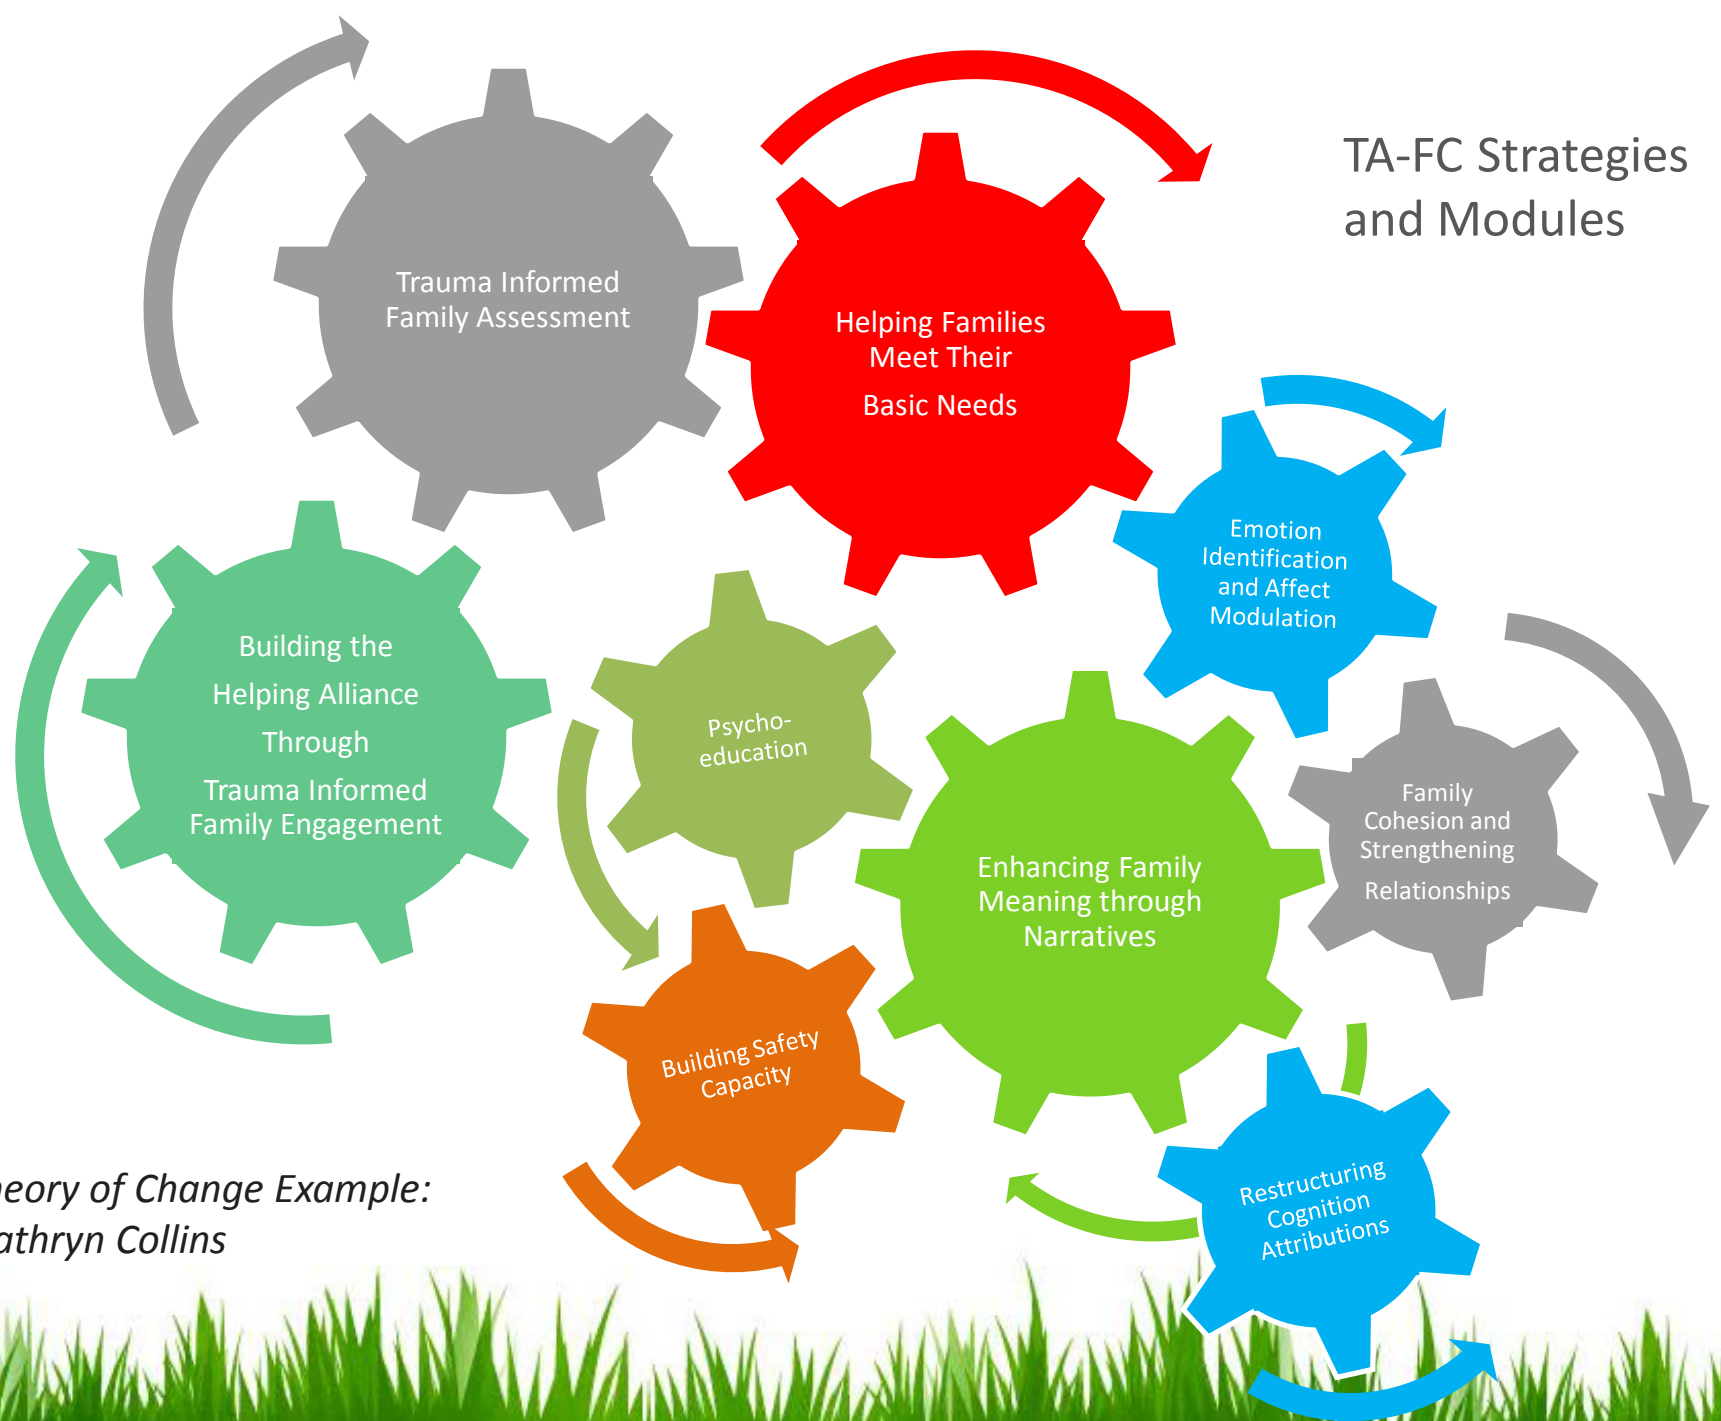 TA-FC Strategies
and Modules
Trauma Informed
Family Assessment
Helping Families
Meet Their
Basic Needs
Emotion
Identification
and Affect
Modulation
Building the
Helping Alliance
Through
Trauma Informed
Family Engagement
Psycho-
education
Family
Cohesion and
Strengthening
Relationships
Enhancing Family
Meaning through
Narratives
Building Safety
Capacity
Restructuring
Cognition
Attributions
eory of Change Example:
athryn Collins